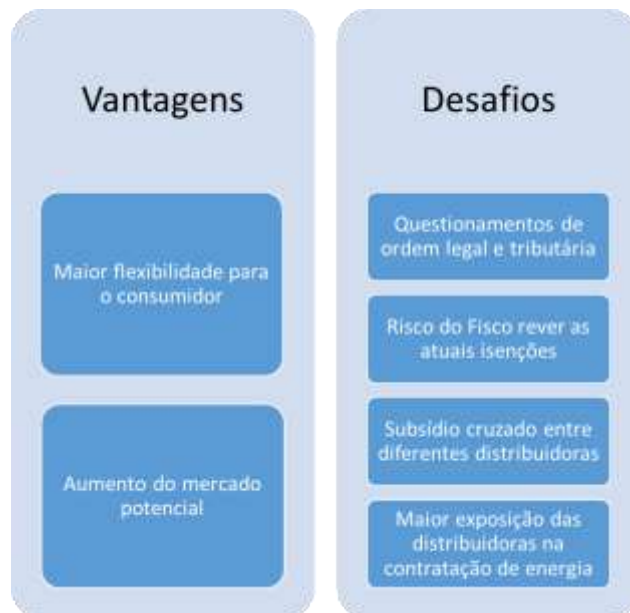 Vantagens
Maior flexibilidade para
o consumidor
Aumento do mercado
potencial
Desafios
Questionamentos de
ordem legal e tributária
Risco do Fisco rever as
atuais isenções
Subsídio cruzado entre
diferentes distribuidoras
Maior exposição das
distribuidoras na
contratação de energia